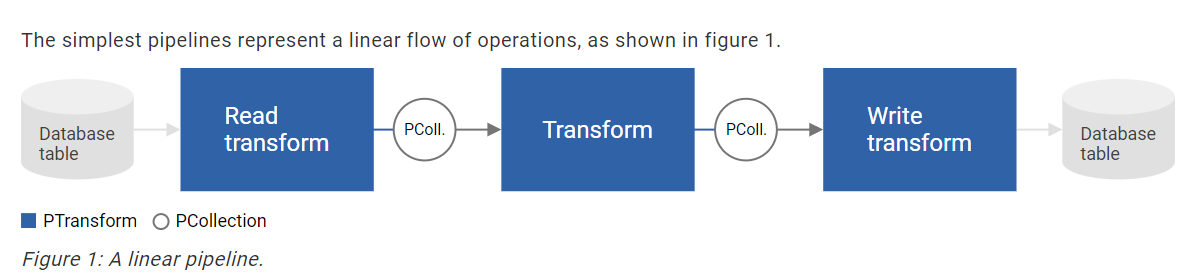 The simplest pipelines represent a linear flow of operations, as shown in figure 1.
Database
table
Read
transform
PColl.
Transform
PColl.
Write
transform
Database
table
PTransform
PCollection
Figure 1: A linear pipeline.